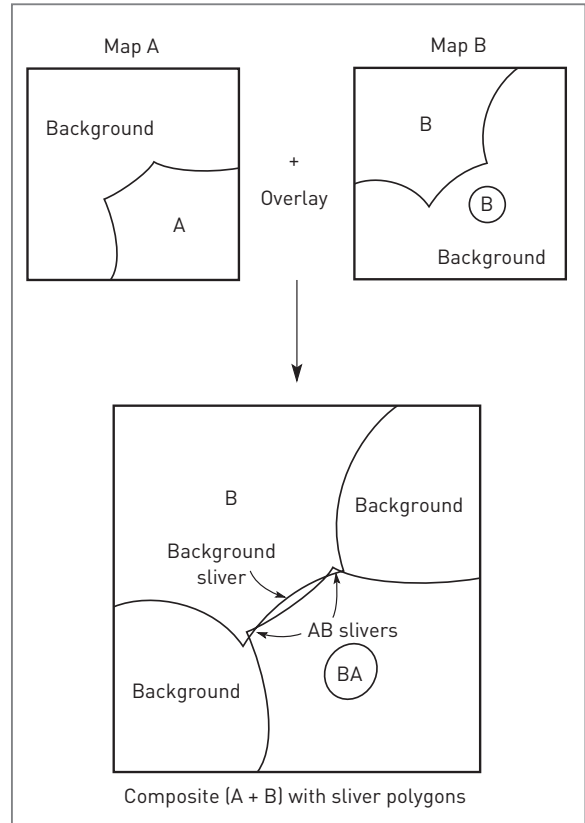 Map A
Map B
Background
A
+
Overlay
B
B
Background
B
Background
Background
sliver
AB slivers
Background
BA
Composite (A + B) with sliver polygons